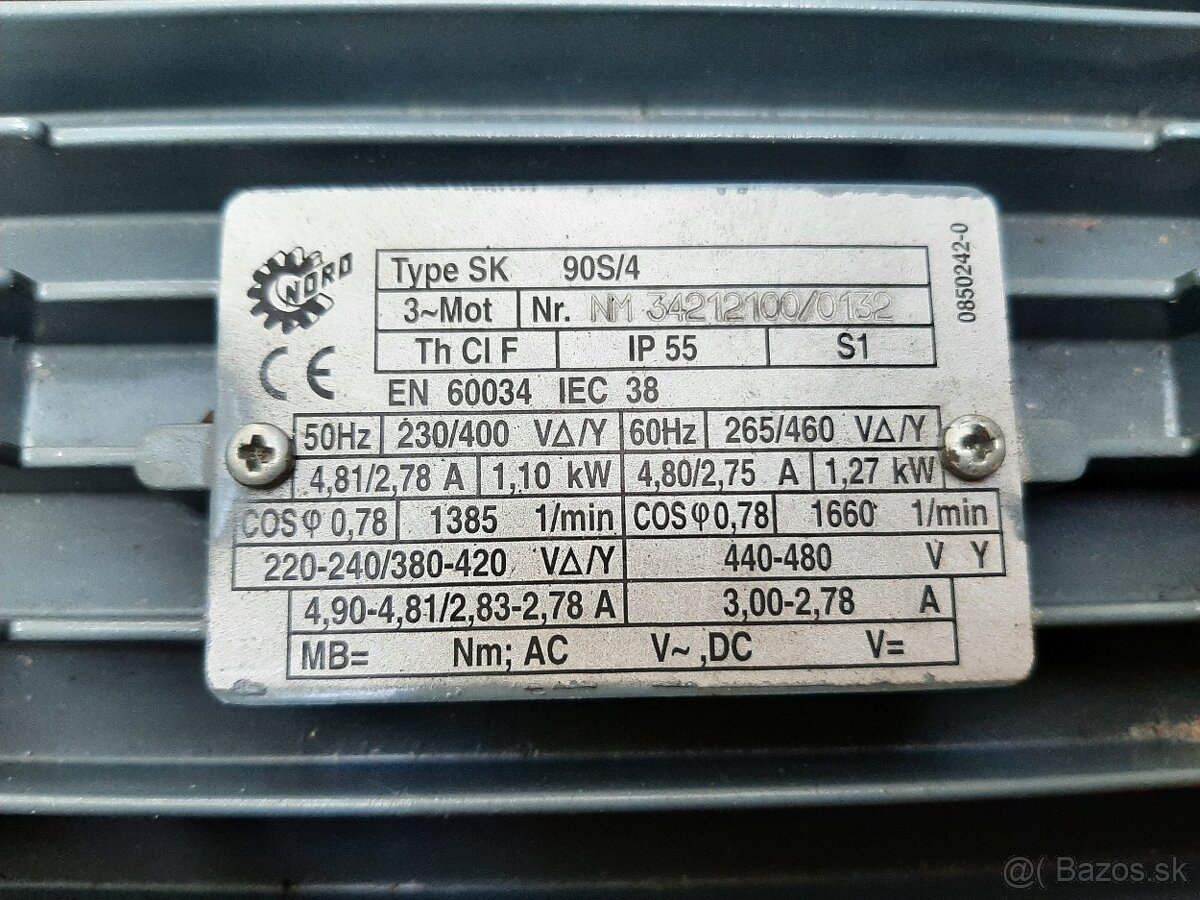 NORD
Type SK 90S/4
3~Mot Nr. NM 34212100/0132
Th Cl F IP 55 S1
0850242-0
CE
EN 60034 IEC 38
50Hz 230/400 VΔ/Y 60Hz 265/460 VΔ/Y
4,81/2,78 A 1,10 kW 4,80/2,75 A 1,27 kW
COSφ 0,78 1385 1/min COSφ 0,78 1660 1/min
220-240/380-420 VΔ/Y 440-480 V Y
4,90-4,81/2,83-2,78 A 3,00-2,78 A
MB= Nm; AC V~ ,DC V=
@( Bazos.sk